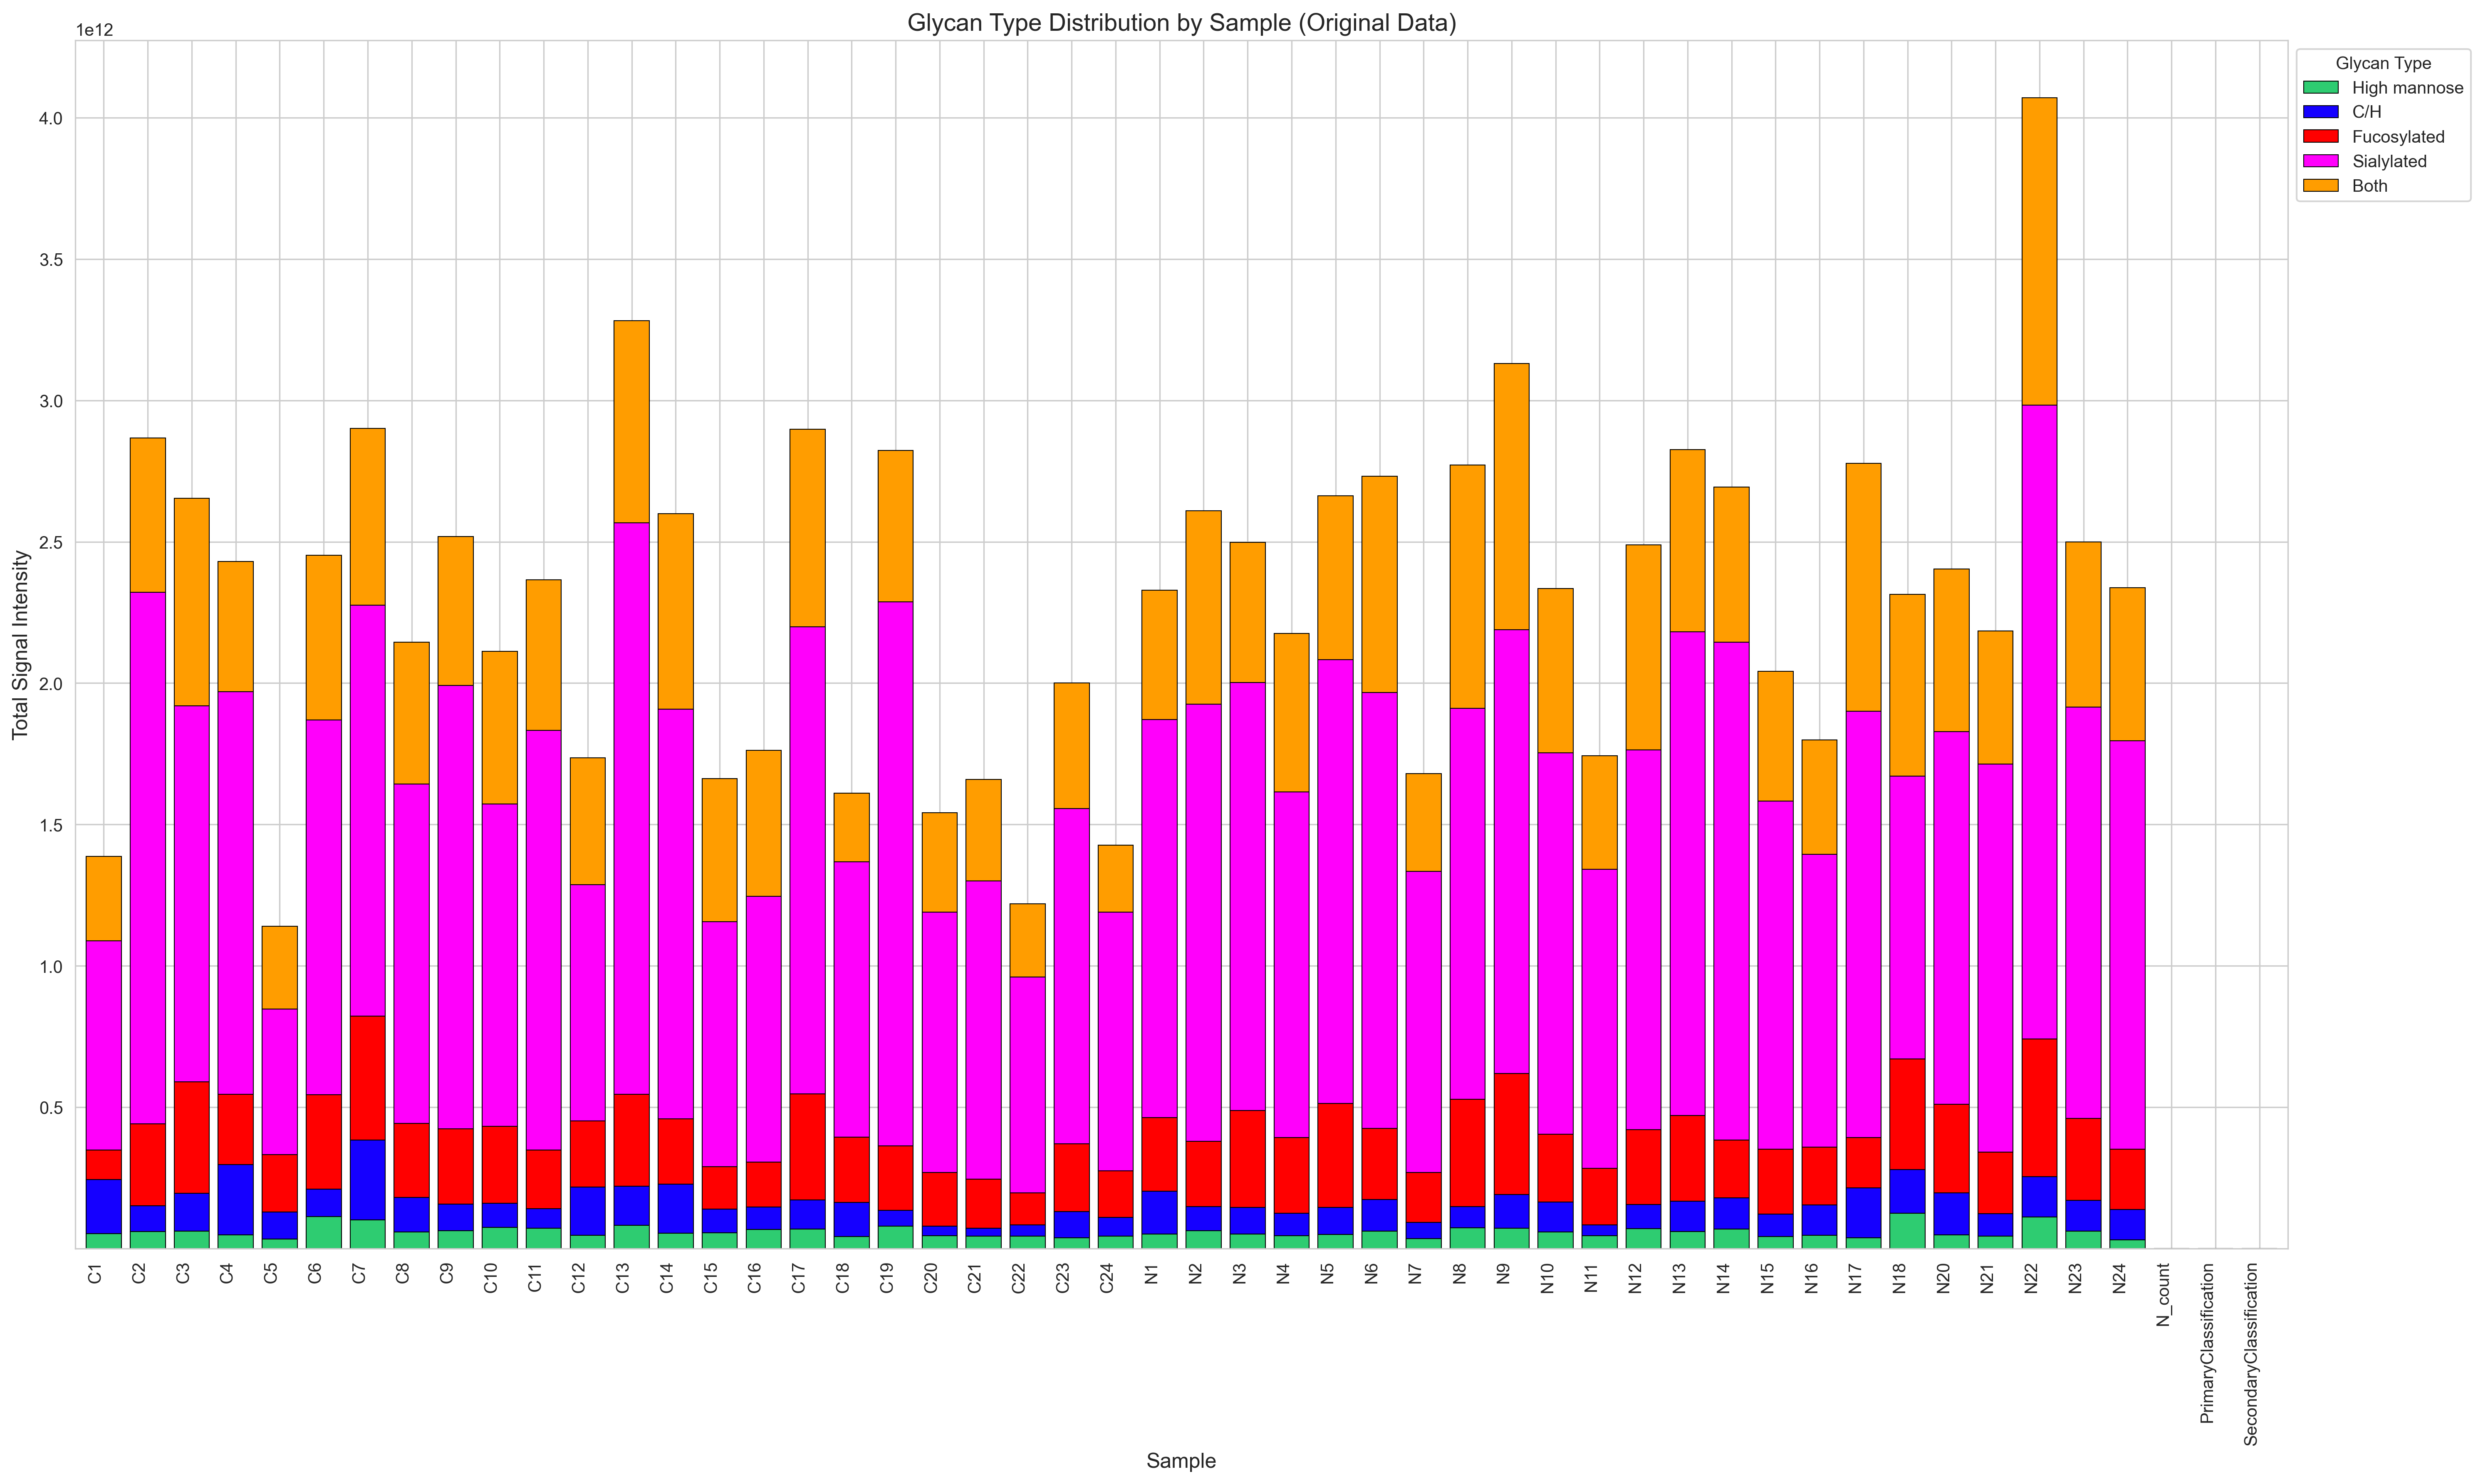 Glycan Type Distribution by Sample (Original Data)
1e12
Glycan Type
High mannose
C/H
Fucosylated
Sialylated
Both
Total Signal Intensity
4.0
3.5
3.0
2.5
2.0
1.5
1.0
0.5
C1
C2
C3
C4
C5
C6
C7
C8
C9
C10
C11
C12
C13
C14
C15
C16
C17
C18
C19
C20
C21
C22
C23
C24
N1
N2
N3
N4
N5
N6
N7
N8
N9
N10
N11
N12
N13
N14
N15
N16
N17
N18
N20
N21
N22
N23
N24
N_count
PrimaryClassification
SecondaryClassification
Sample